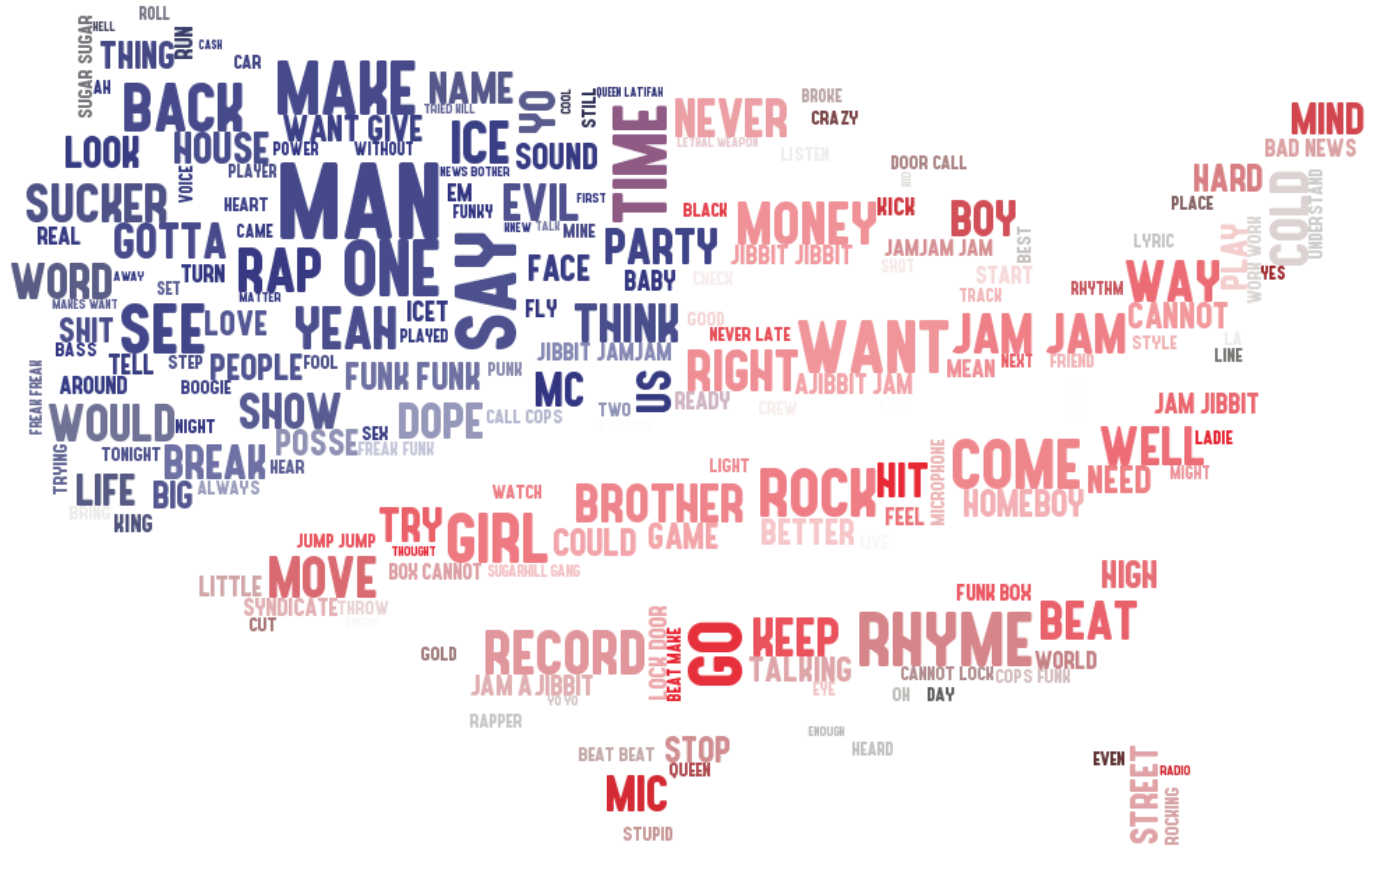 ROLL
HELL
SUGAR SUGAR
RUN
THING
CASH
CAR
AH
BACK
MAKE
NAME
TRIED KILL
YO
COOL
STILL
QUEEN LATIFAH
TIME
NEVER
LETHAL WEAPON
BROKE
CRAZY
LISTEN
MIND
BAD NEWS
WANT GIVE
LOOK
HOUSE
POWER
WITHOUT
ICE
SOUND
DOOR CALL
HARD
COLD
UNDERSTAND
PLACE
VOICE
PLAYER
MAN
NEWS BOTHER
EM
FUNKY
EVIL
FIRST
SUCKER
HEART
CAME
KNEW
TALK
MINE
BLACK
MONEY
KICK
BOY
BEST
REAL
GOTTA
PARTY
JIBBIT JIBBIT
JAMJAM JAM
LYRIC
PLAY
WORK WORK
YES
WORD
AWAY
TURN
RAP
ONE
SAY
FACE
BABY
CHECK
SHOT
START
WAY
SET
MATTER
MAKES WANT
TRACK
RHYTHM
CANNOT
SHIT
SEE
LOVE
YEAH
ICET
PLAYED
FLY
THINK
GOOD
NEVER LATE
WANT
JAM JAM
STYLE
LA
LINE
BASS
TELL
STEP
PEOPLE
FOOL
JIBBIT JAMJAM
RIGHT
MEAN
NEXT
FRIEND
FREAK FREAK
AROUND
BOOGIE
FUNK FUNK
PUNK
MC
US
AJIBBIT JAM
READY
CREW
JAM JIBBIT
WOULD
NIGHT
SHOW
DOPE
CALL COPS
TWO
SEX
POSSE
FREAK FUNK
WELL
LADIE
TONIGHT
BREAK
HEAR
TRYING
LIGHT
ROCK
HIT
MICROPHONE
COME
NEED
MIGHT
LIFE
BIG
ALWAYS
BRING
KING
WATCH
BROTHER
FEEL
HOMEBOY
TRY
GIRL
COULD
GAME
BETTER
LIVE
JUMP JUMP
THOUGHT
BOX CANNOT
SUGARHILL GANG
LITTLE
MOVE
SYNDICATE
THROW
EVERY
CUT
HIGH
FUNK BOX
BEAT
GOLD
RECORD
LOCK DOOR
BEAT MAKE
GO
KEEP
TALKING
EYE
RHYME
WORLD
CANNOT LOCK
COPS FUNK
JAM AJIBBIT
YO YO
OH
DAY
RAPPER
ENOUGH
HEARD
BEAT BEAT
STOP
QUEEN
MIC
STUPID
EVEN
STREET
RADIO
ROCKING